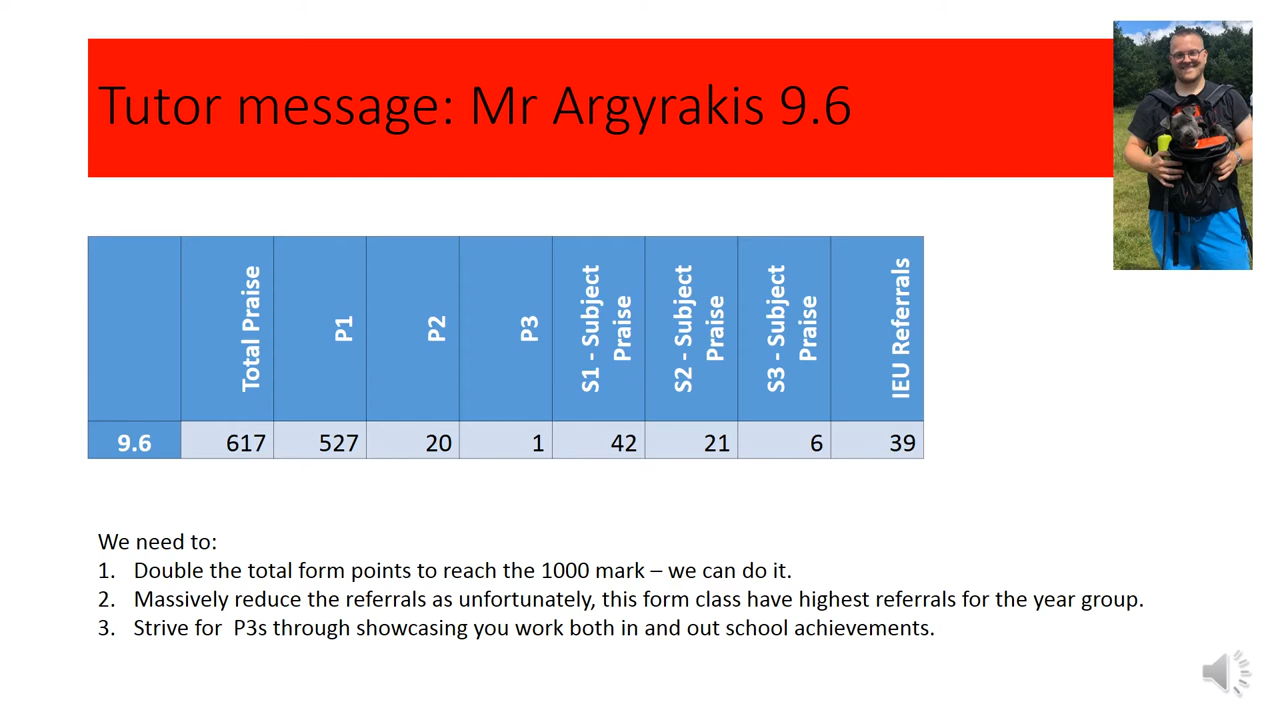 Tutor message: Mr Argyrakis 9.6
Total Praise
P1
P2
P3
S1 - Subject Praise
S2 - Subject Praise
S3 - Subject Praise
IEU Referrals
9.6 617 527 20 1 42 21 6 39
We need to:
1. Double the total form points to reach the 1000 mark – we can do it.
2. Massively reduce the referrals as unfortunately, this form class have highest referrals for the year group.
3. Strive for P3s through showcasing you work both in and out school achievements.